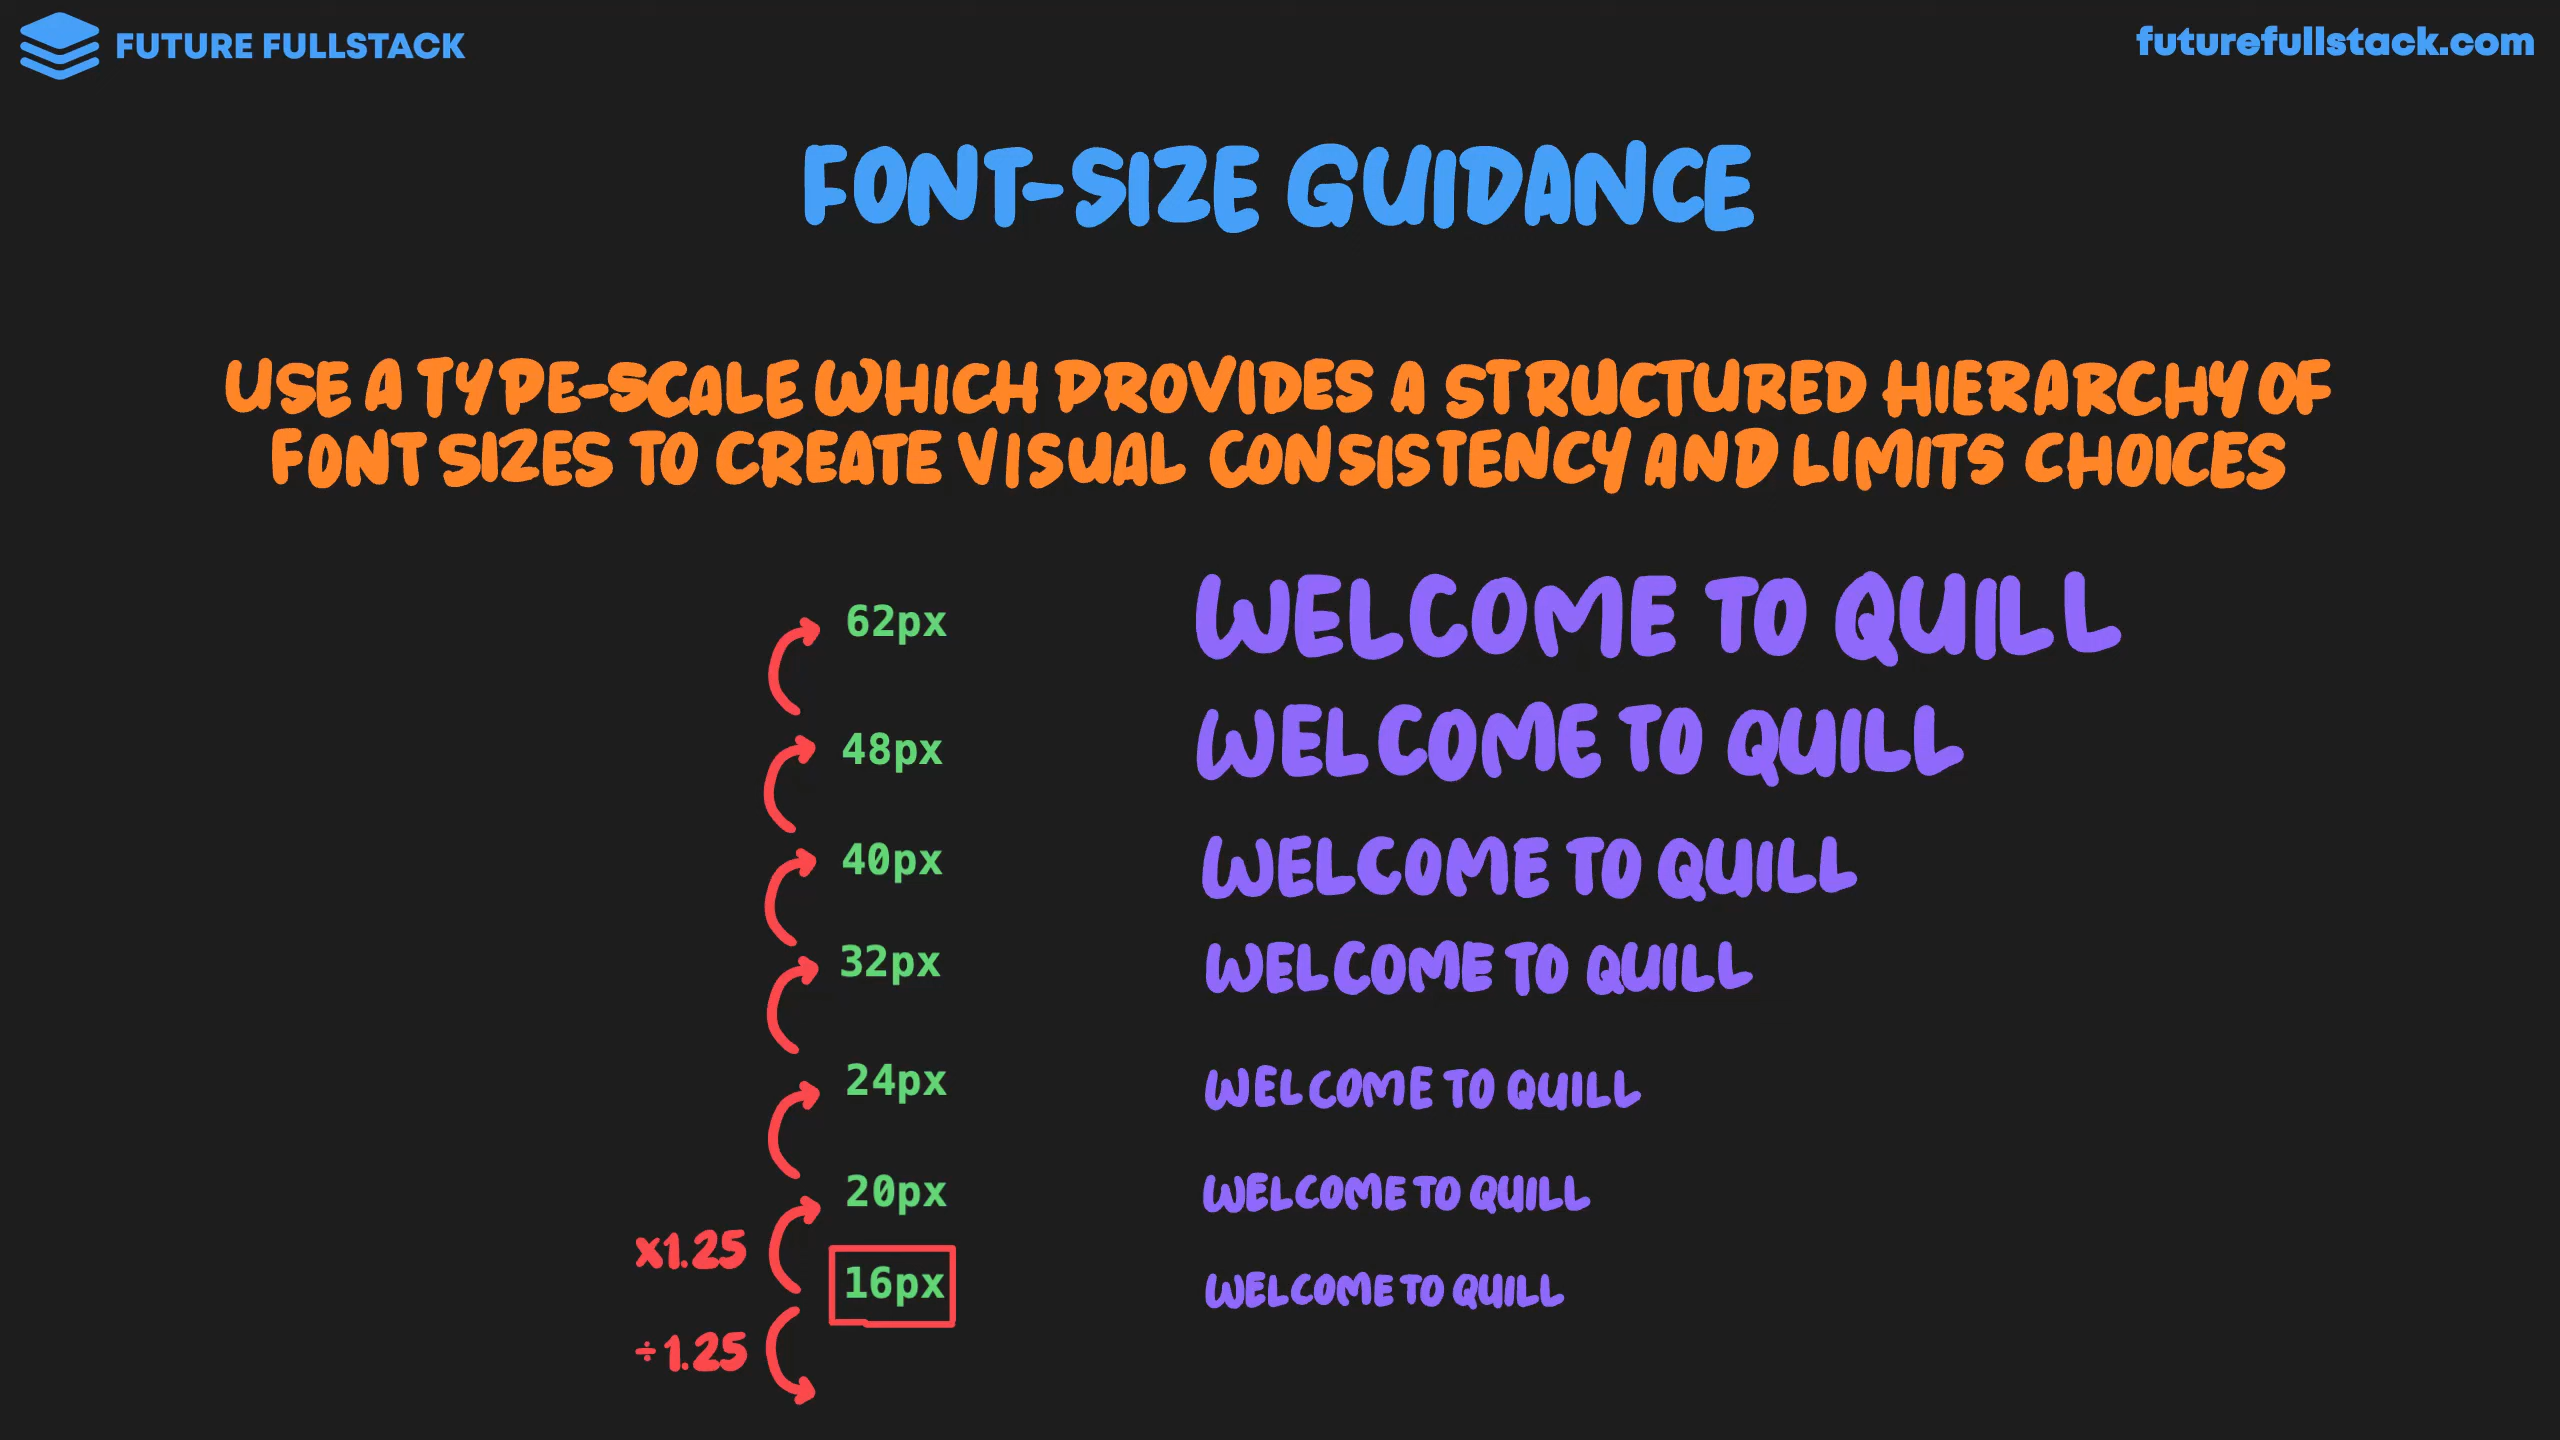 FUTURE FULLSTACK
futurefullstack.com
FONT-SIZE GUIDANCE
USE A TYPE-SCALE WHICH PROVIDES A STRUCTURED HIERARCHY OF
FONT SIZES TO CREATE VISUAL CONSISTENCY AND LIMITS CHOICES
62px WELCOME TO QUILL
48px WELCOME TO QUILL
40px WELCOME TO QUILL
32px WELCOME TO QUILL
24px WELCOME TO QUILL
20px WELCOME TO QUILL
x1.25
16px WELCOME TO QUILL
÷1.25